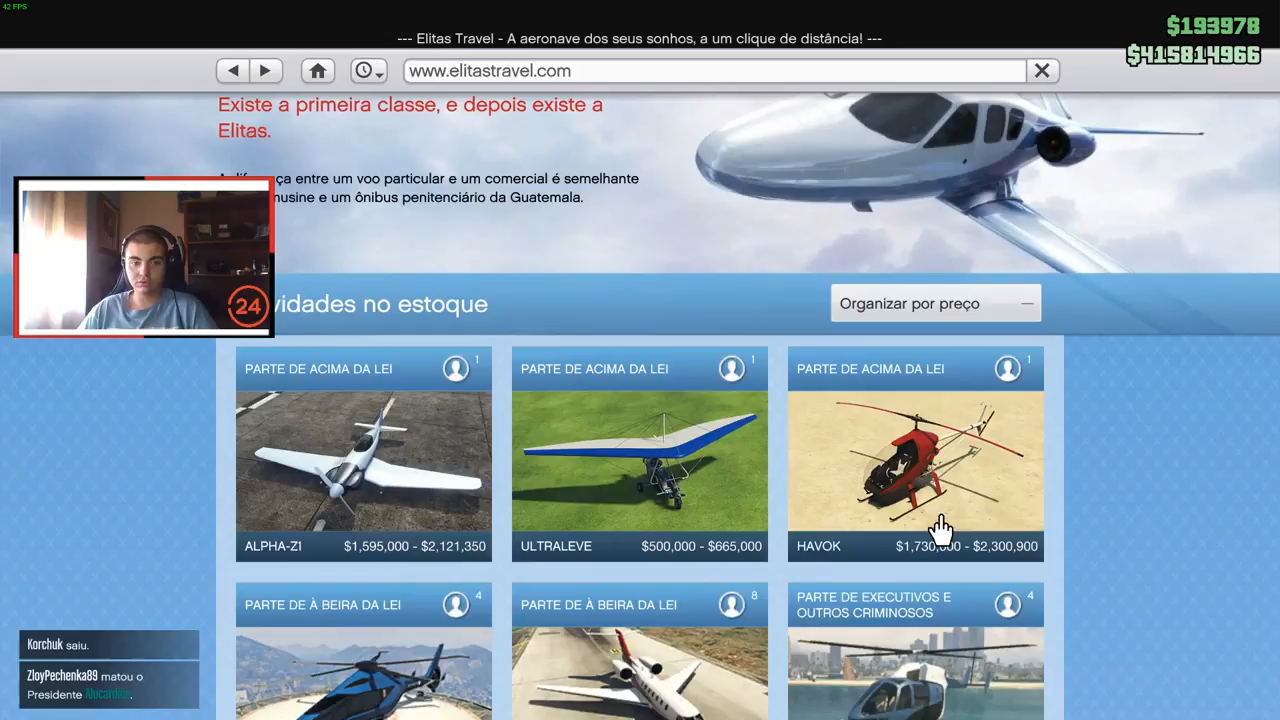 42 FPS
--- Elitas Travel - A aeronave dos seus sonhos, a um clique de distância! ---
$193978
$415814966
www.elitastravel.com
Existe a primeira classe, e depois existe a
Elitas.
entre um voo particular e um comercial é semelhante
e um ônibus penitenciário da Guatemala.
24
no estoque
Organizar por preço
PARTE DE ACIMA DA LEI 1
PARTE DE ACIMA DA LEI 1
PARTE DE ACIMA DA LEI 1
ALPHA-Z1 $1,595,000 - $2,121,350
ULTRALEVE $500,000 - $665,000
HAVOK $1,730,000 - $2,300,900
PARTE DE À BEIRA DA LEI 4
PARTE DE À BEIRA DA LEI 8
PARTE DE EXECUTIVOS E
OUTROS CRIMINOSOS 4
Korchuk saiu.
ZloyPechenka89 matou o
Presidente